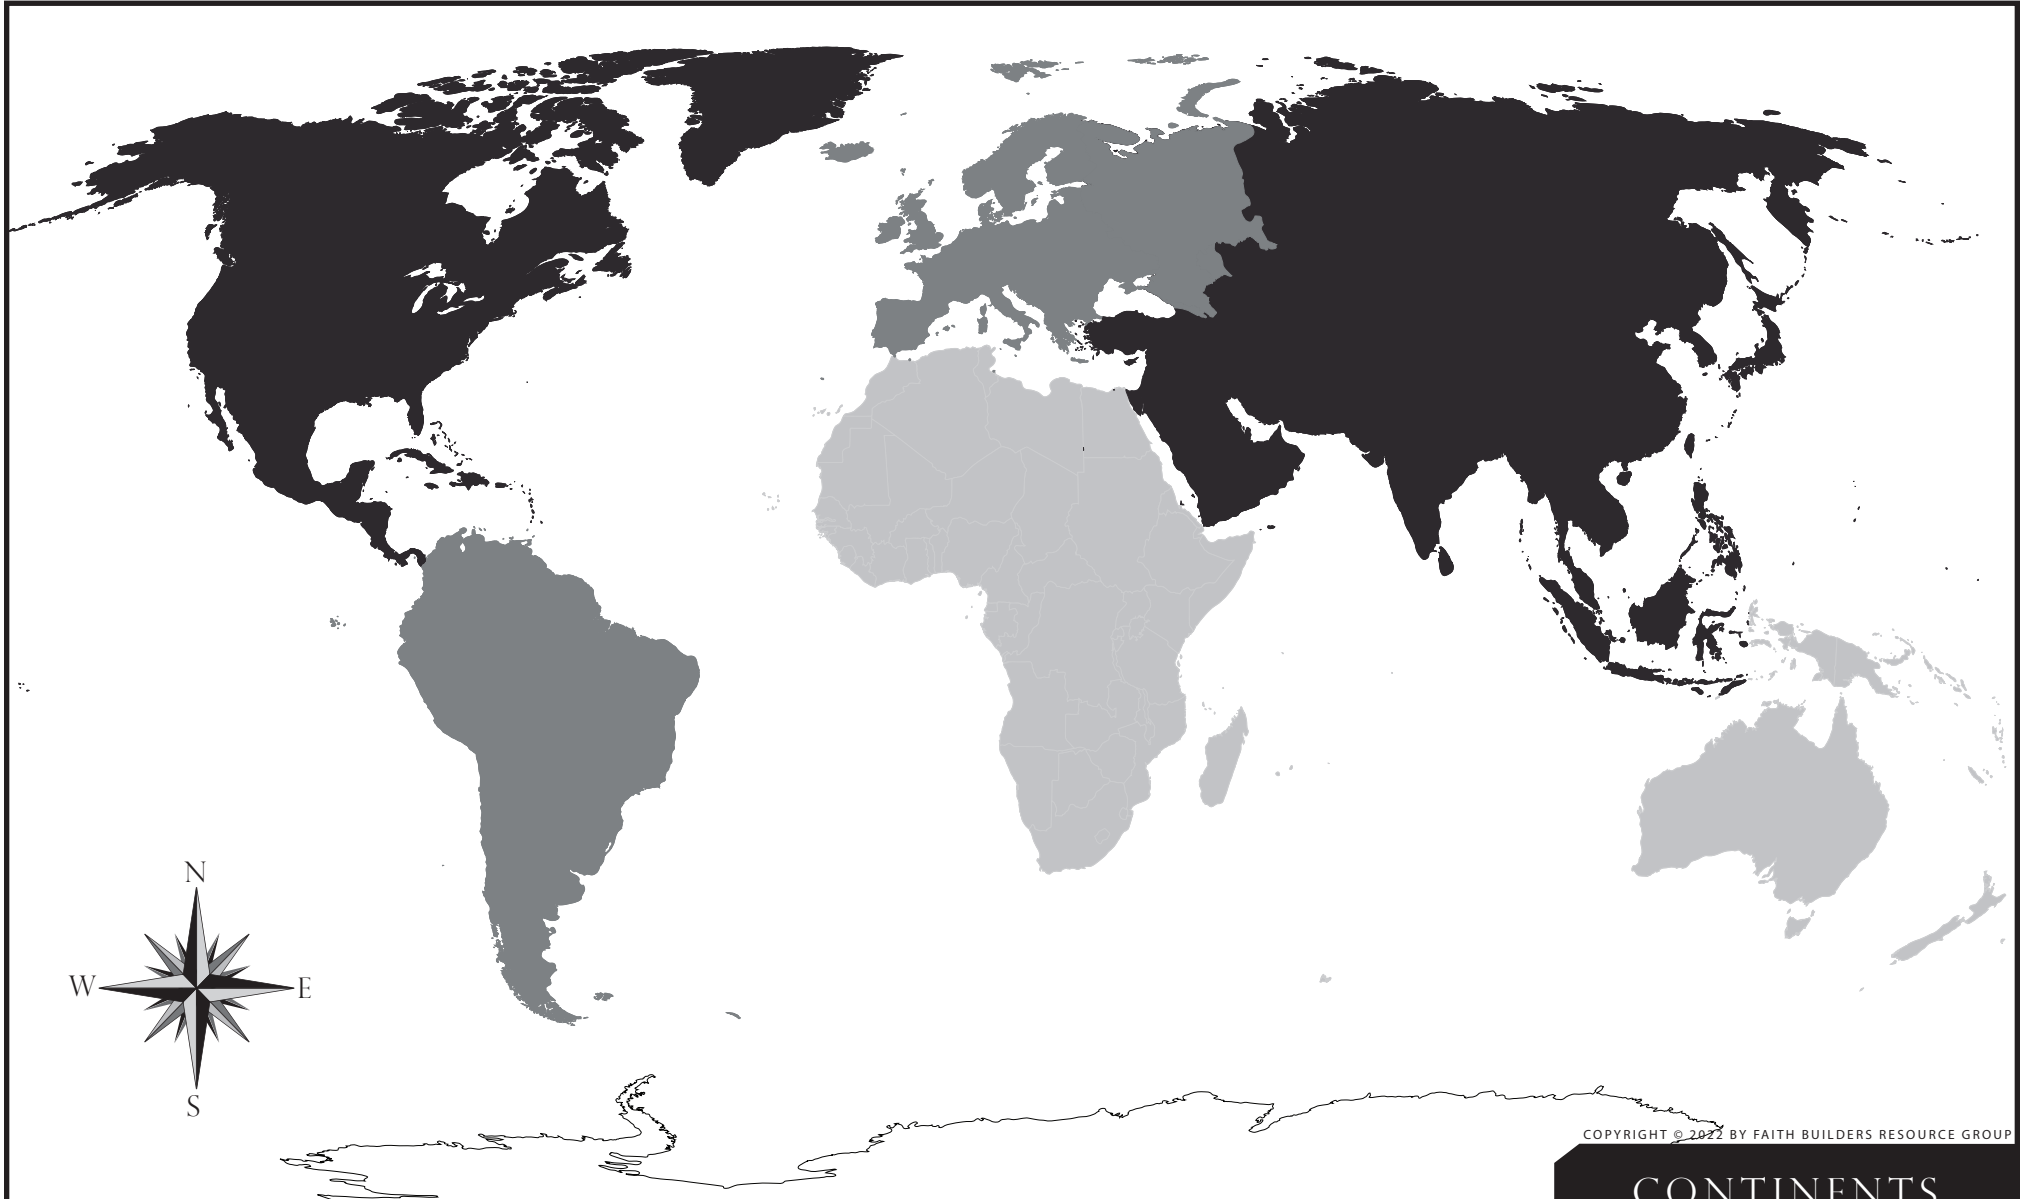 N
W E
S
COPYRIGHT © 2022 BY FAITH BUILDERS RESOURCE GROUP
CONTINENTS